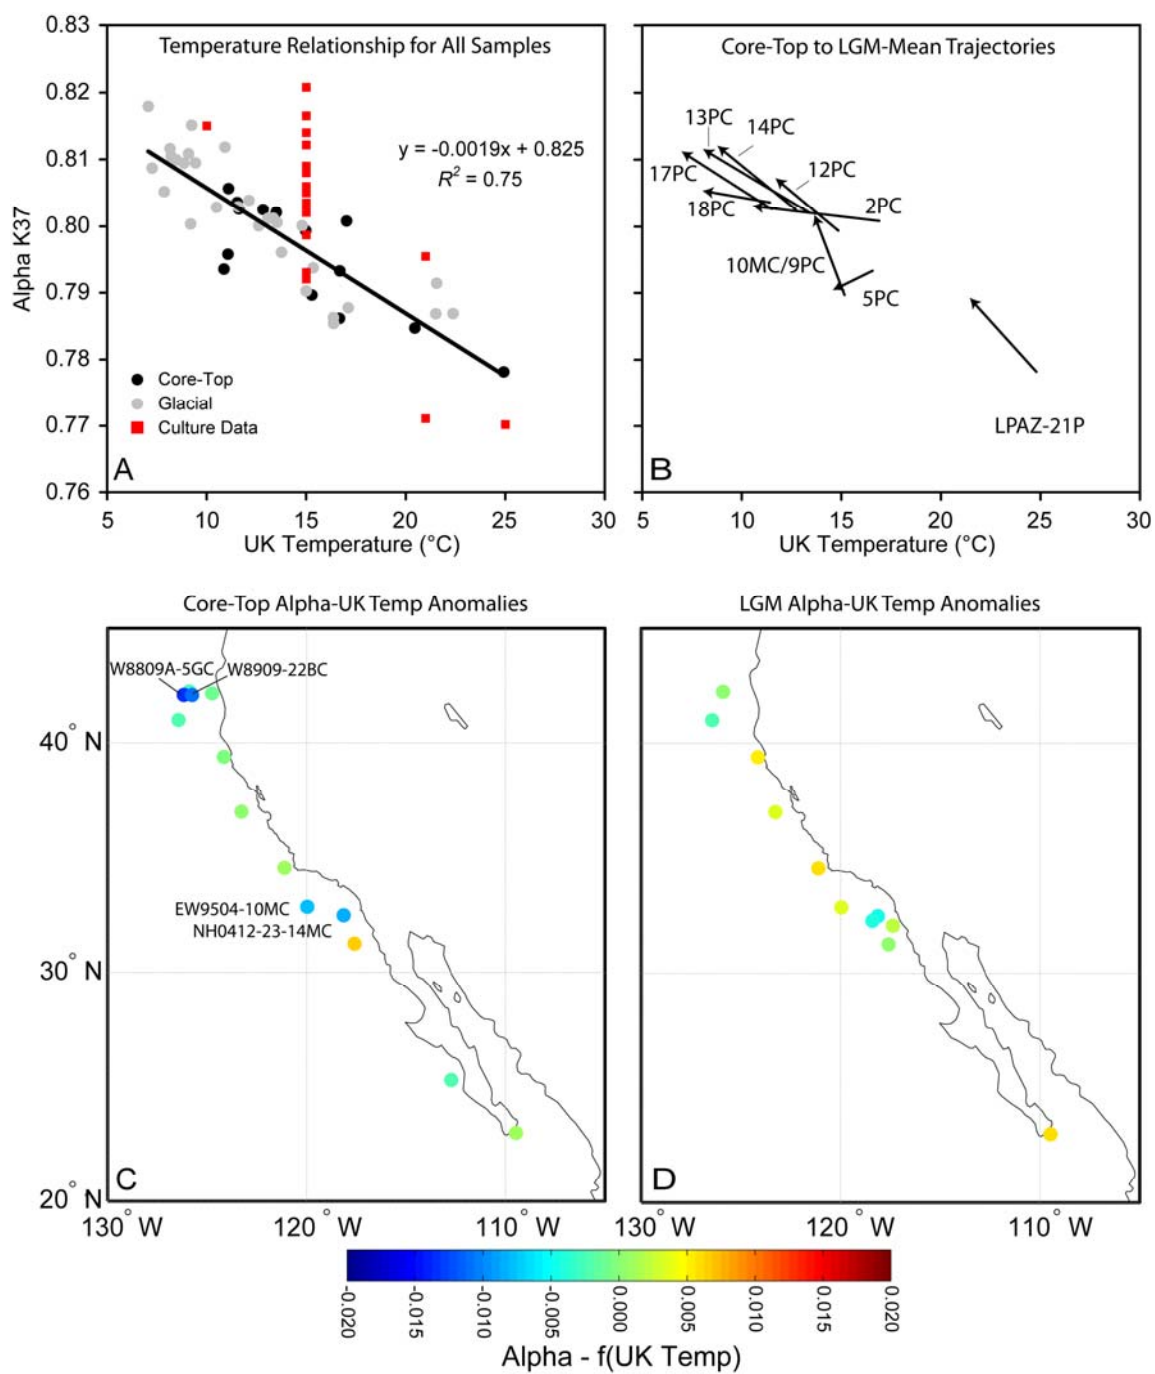 Temperature Relationship for All Samples
y = -0.0019x + 0.825
R² = 0.75
Core-Top
Glacial
Culture Data
A
0.83
0.82
0.81
0.80
0.79
0.78
0.77
0.76
Alpha K37
5 10 15 20 25 30
UK Temperature (°C)
Core-Top to LGM-Mean Trajectories
13PC
14PC
17PC
12PC
18PC
2PC
10MC/9PC
5PC
LPAZ-21P
B
5 10 15 20 25 30
UK Temperature (°C)
Core-Top Alpha-UK Temp Anomalies
W8809A-5GC W8909-22BC
EW9504-10MC
NH0412-23-14MC
C
40° N
30° N
20° N
130° W 120° W 110° W
LGM Alpha-UK Temp Anomalies
D
130° W 120° W 110° W
-0.020 -0.015 -0.010 -0.005 0.000 0.005 0.010 0.015 0.020
Alpha - f(UK Temp)